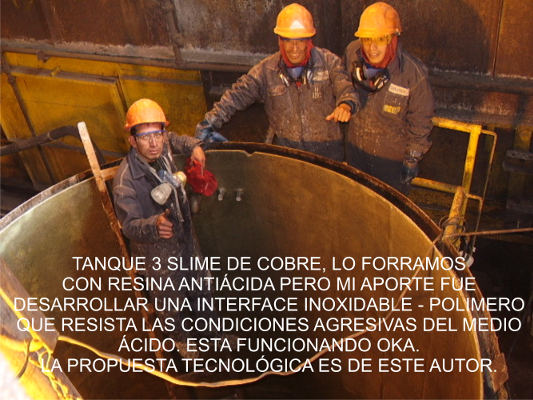 TANQUE 3 SLIME DE COBRE, LO FORRAMOS
CON RESINA ANTIÁCIDA PERO MI APORTE FUE
DESARROLLAR UNA INTERFACE INOXIDABLE - POLIMERO
QUE RESISTA LAS CONDICIONES AGRESIVAS DEL MEDIO
ÁCIDO. ESTA FUNCIONANDO OKA.
LA PROPUESTA TECNOLÓGICA ES DE ESTE AUTOR.